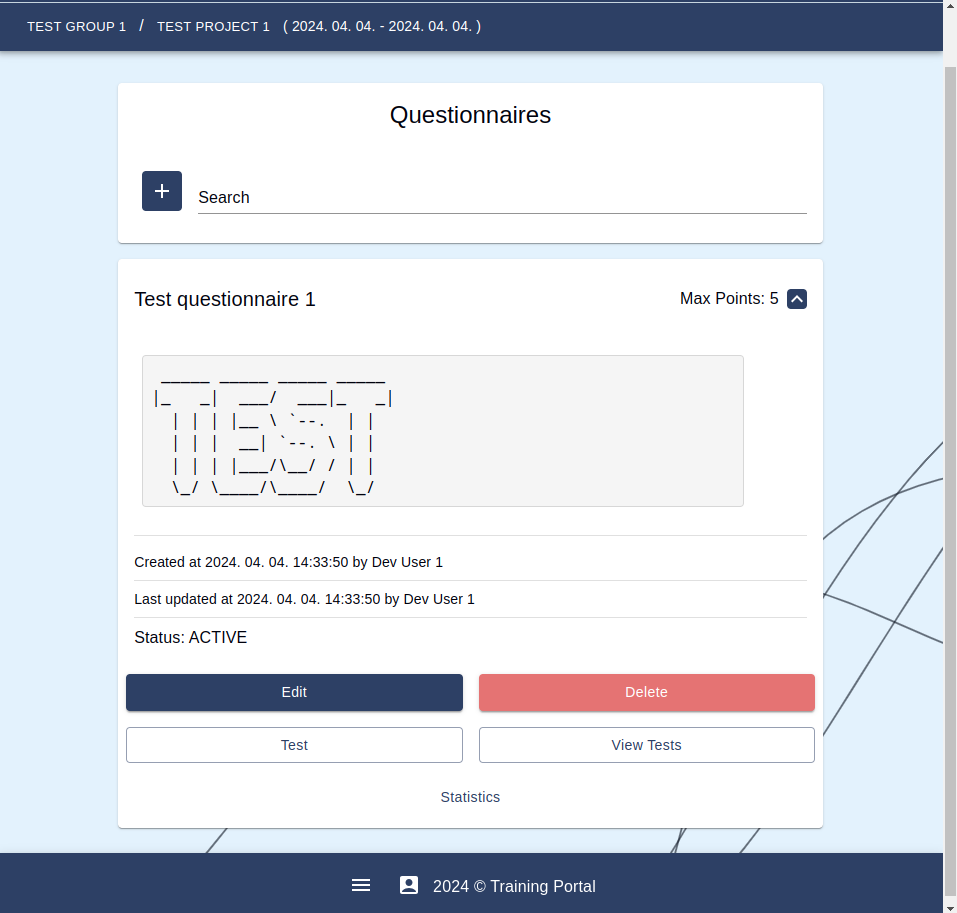 TEST GROUP 1 / TEST PROJECT 1 ( 2024. 04. 04. - 2024. 04. 04. )
Questionnaires
+ Search
Test questionnaire 1 Max Points: 5
 _____ _____ _____ _____
|_   _|  ___/  ___|_   _|
  | | | |__ \ `--.  | |
  | | |  __| `--. \ | |
  | | | |___/\__/ / | |
  \_/ \____/\____/  \_/
Created at 2024. 04. 04. 14:33:50 by Dev User 1
Last updated at 2024. 04. 04. 14:33:50 by Dev User 1
Status: ACTIVE
Edit Delete
Test View Tests
Statistics
2024 © Training Portal